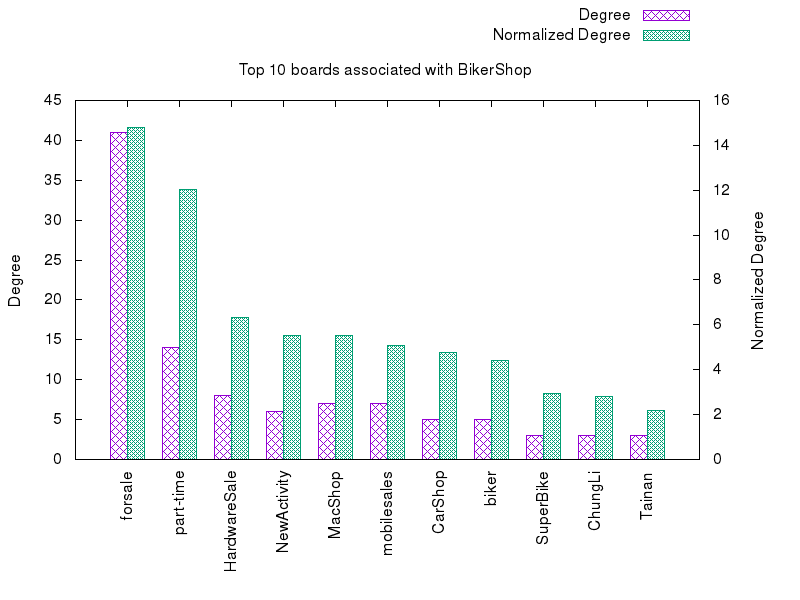 Degree
Normalized Degree
Top 10 boards associated with BikerShop
45
40
35
30
25
20
15
10
5
0
16
14
12
10
8
6
4
2
0
Degree
Normalized Degree
forsale
part-time
HardwareSale
NewActivity
MacShop
mobilesales
CarShop
biker
SuperBike
ChungLi
Tainan